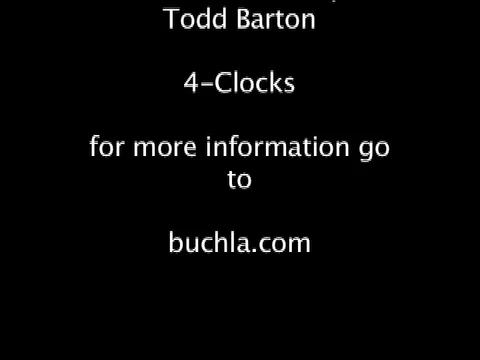 Todd Barton
4-Clocks
for more information go
to
buchla.com